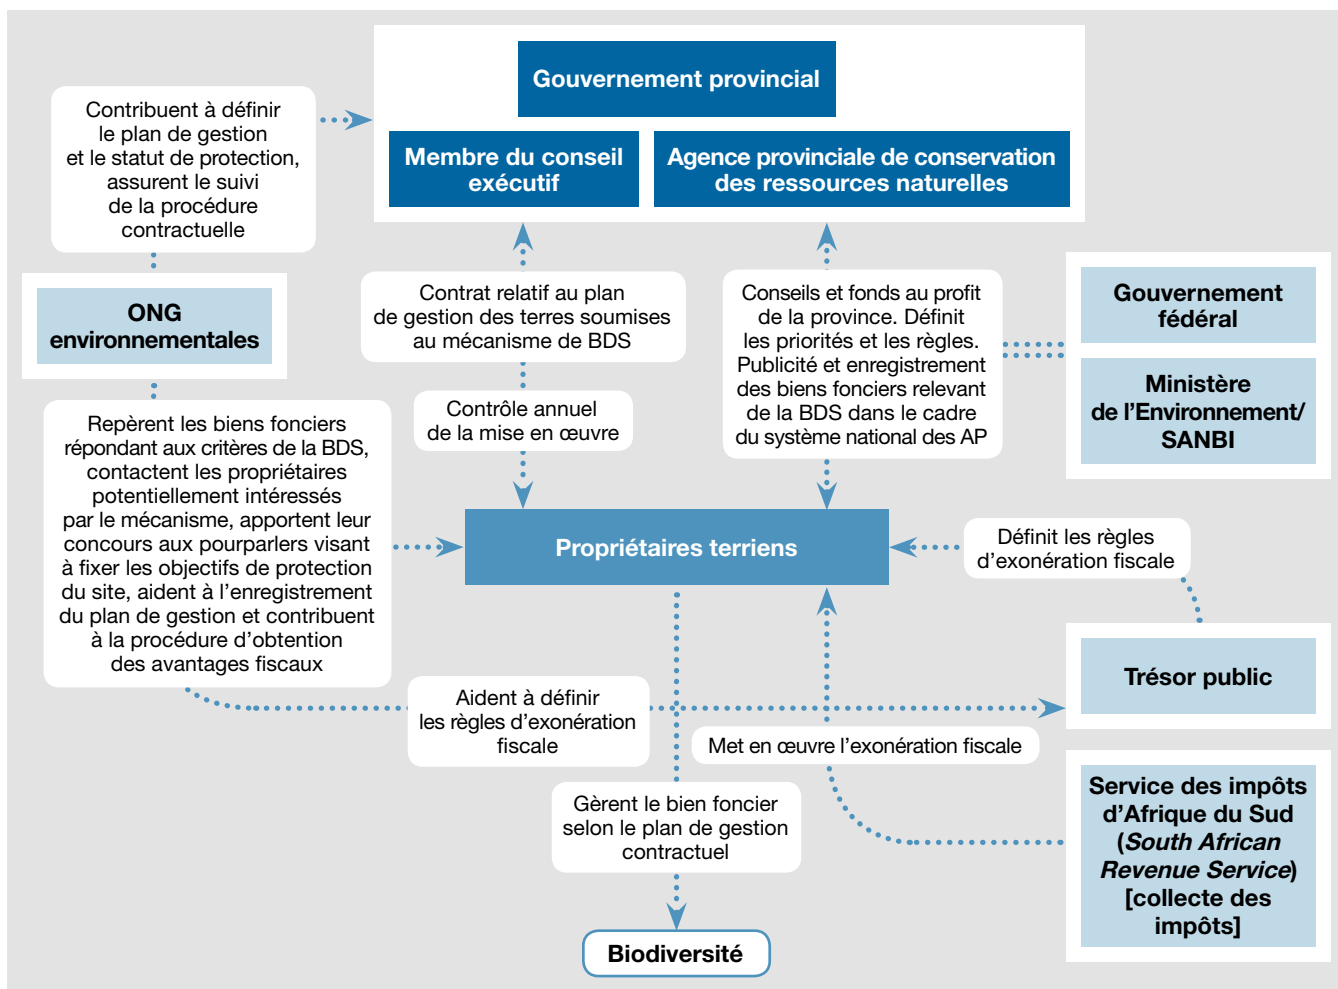 Gouvernement provincial
Membre du conseil
exécutif
Agence provinciale de conservation
des ressources naturelles
Contribuent à définir
le plan de gestion
et le statut de protection,
assurent le suivi
de la procédure
contractuelle
ONG
environnementales
Contrat relatif au plan
de gestion des terres soumises
au mécanisme de BDS
Contrôle annuel
de la mise en œuvre
Conseils et fonds au profit
de la province. Définit
les priorités et les règles.
Publicité et enregistrement
des biens fonciers relevant
de la BDS dans le cadre
du système national des AP
Gouvernement
fédéral
Ministère
de l’Environnement/
SANBI
Repèrent les biens fonciers
répondant aux critères de la BDS,
contactent les propriétaires
potentiellement intéressés
par le mécanisme, apportent leur
concours aux pourparlers visant
à fixer les objectifs de protection
du site, aident à l’enregistrement
du plan de gestion et contribuent
à la procédure d’obtention
des avantages fiscaux
Propriétaires terriens
Définit les règles
d’exonération fiscale
Trésor public
Aident à définir
les règles d’exonération
fiscale
Met en œuvre l’exonération fiscale
Gèrent le bien foncier
selon le plan de gestion
contractuel
Service des impôts
d’Afrique du Sud
(South African
Revenue Service)
[collecte des
impôts]
Biodiversité